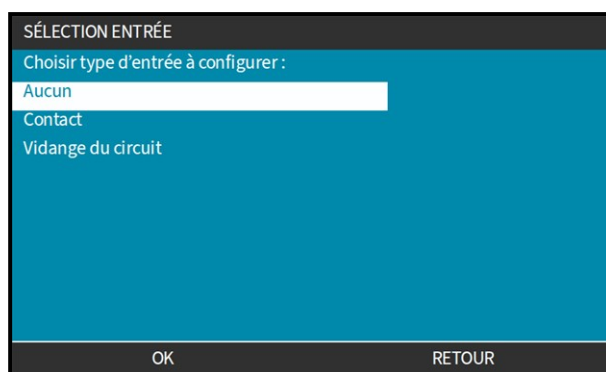 SÉLECTION ENTRÉE
Choisir type d'entrée à configurer :
Aucun
Contact
Vidange du circuit
OK
RETOUR